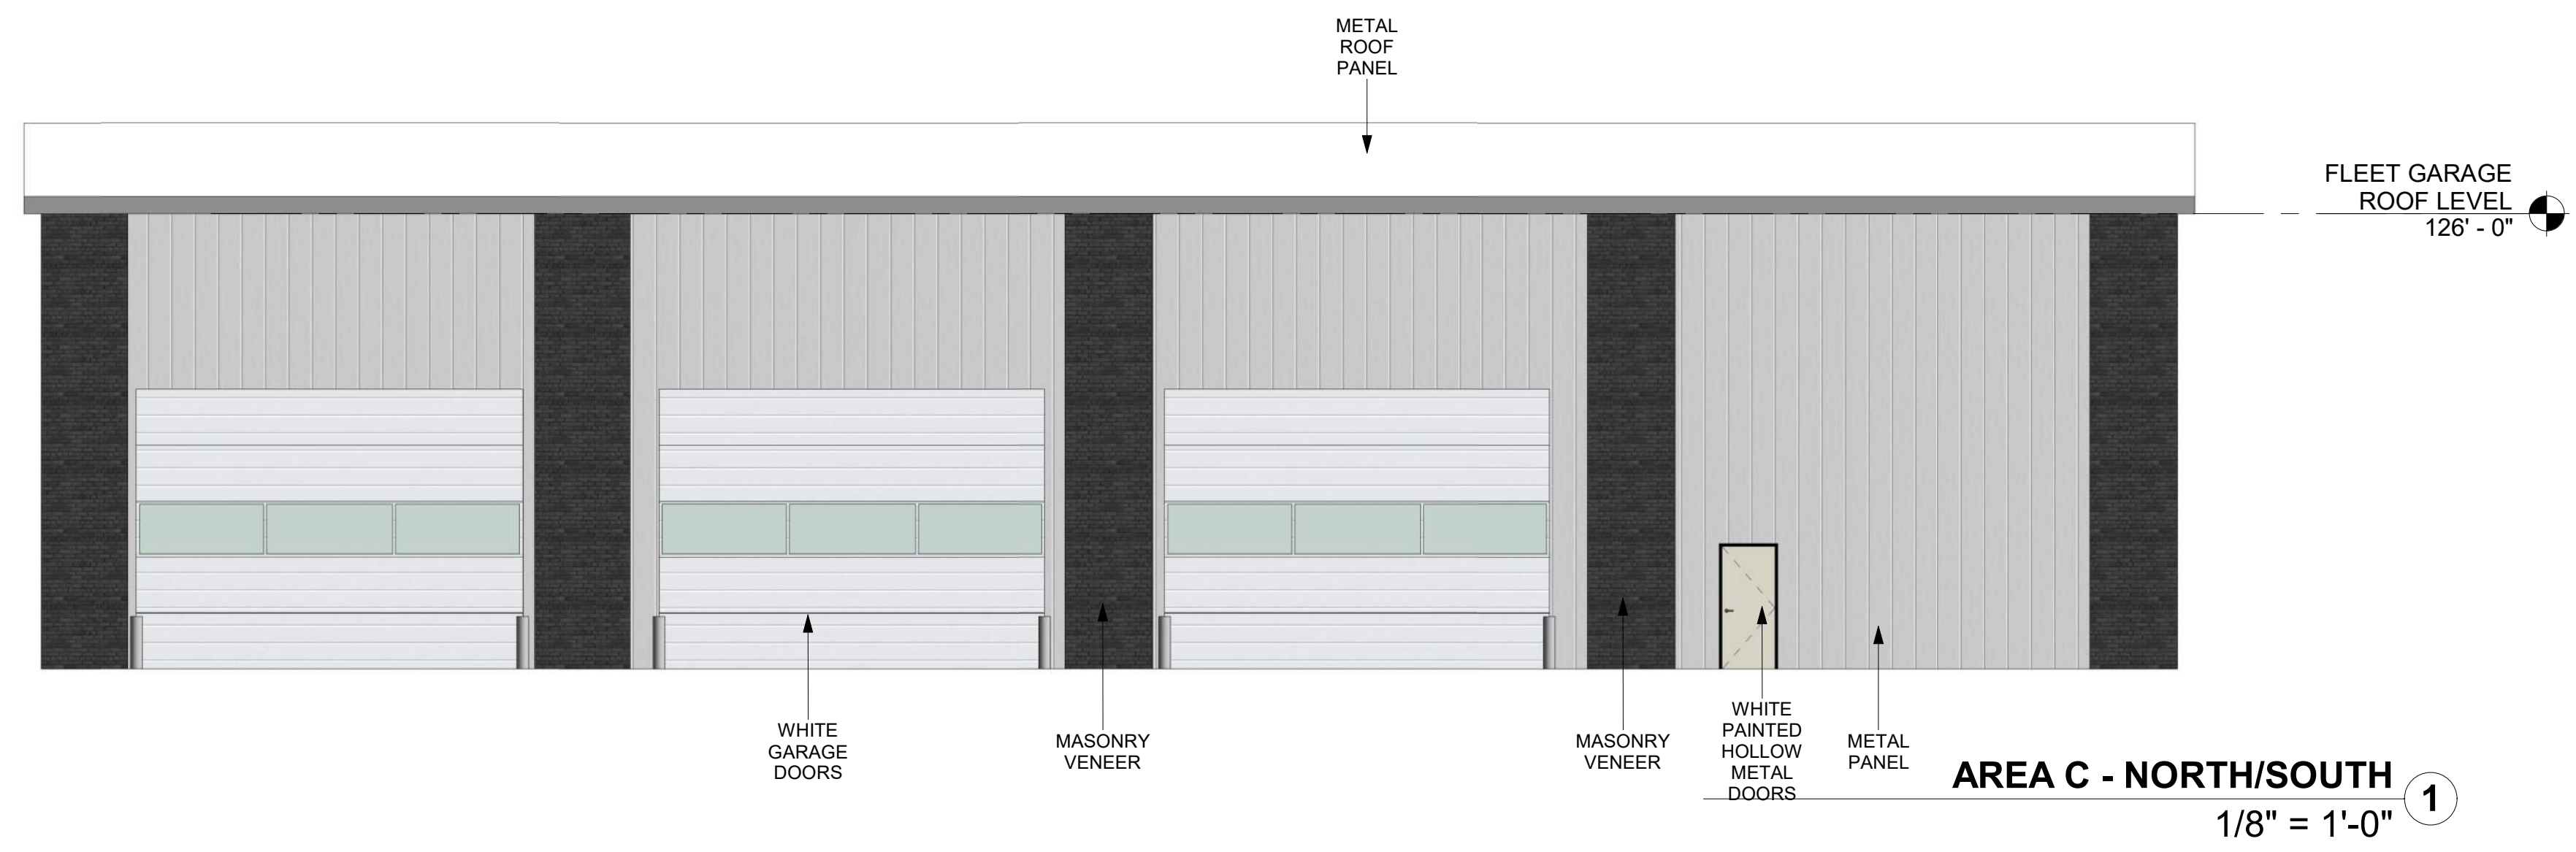 METAL
ROOF
PANEL
FLEET GARAGE
ROOF LEVEL
126' - 0"
WHITE
GARAGE
DOORS
MASONRY
VENEER
MASONRY
VENEER
WHITE
PAINTED
HOLLOW
METAL
DOORS
METAL
PANEL
AREA C - NORTH/SOUTH
1
1/8" = 1'-0"